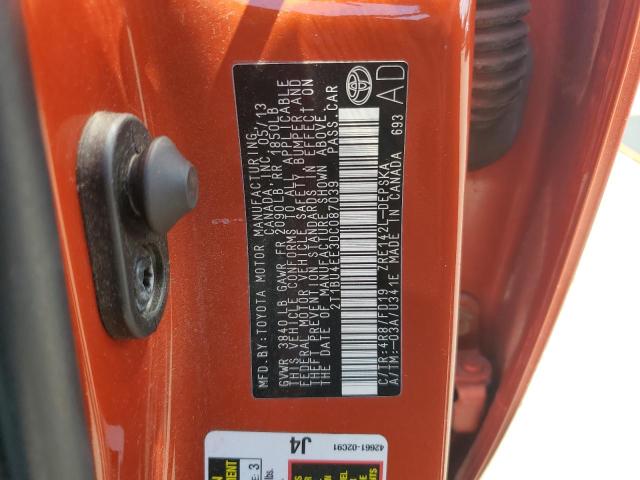 MFD. BY: TOYOTA MOTOR MANUFACTURING
CANADA, INC. 05/13
GVWR 3840 LB GAWR FR 2090LB RR 1850LB
THIS VEHICLE CONFORMS TO ALL APPLICABLE
FEDERAL MOTOR VEHICLE SAFETY, BUMPER, AND
THEFT PREVENTION STANDARDS IN EFFECT ON
THE DATE OF MANUFACTURE SHOWN ABOVE.
2T1BU4EE3DC087039 PASS. CAR
AD
C/TR: 4R8/FD19 ZRE142L-DEPSKA
A/TM: -03A/U341E MADE IN CANADA 693
42661-02C91
J4